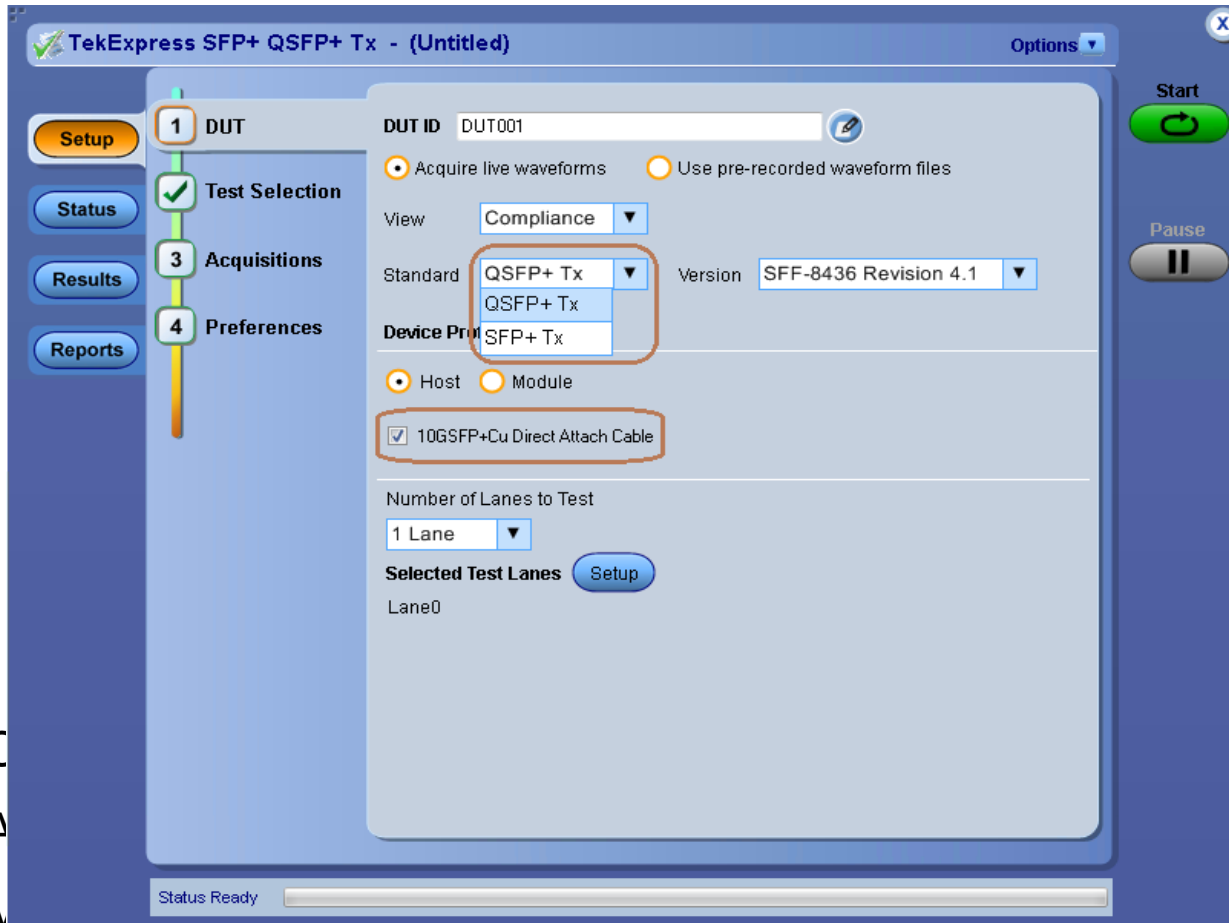 TekExpress SFP+ QSFP+ Tx - (Untitled)
Options
X
Setup
Status
Results
Reports
1 DUT
Test Selection
3 Acquisitions
4 Preferences
DUT ID DUT001
Acquire live waveforms Use pre-recorded waveform files
View Compliance
Standard QSFP+ Tx Version SFF-8436 Revision 4.1
QSFP+ Tx
SFP+ Tx
Device
Host Module
10GSFP+Cu Direct Attach Cable
Number of Lanes to Test
1 Lane
Selected Test Lanes Setup
Lane0
Start
Pause
Status Ready